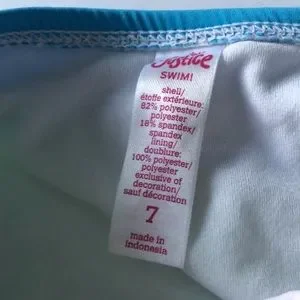 Justice
SWIM!
shell/
étoffe extérieure:
82% polyester/
polyester
18% spandex/
spandex
lining/
doublure:
100% polyester/
polyester
exclusive of
decoration/
sauf décoration
7
made in
indonesia